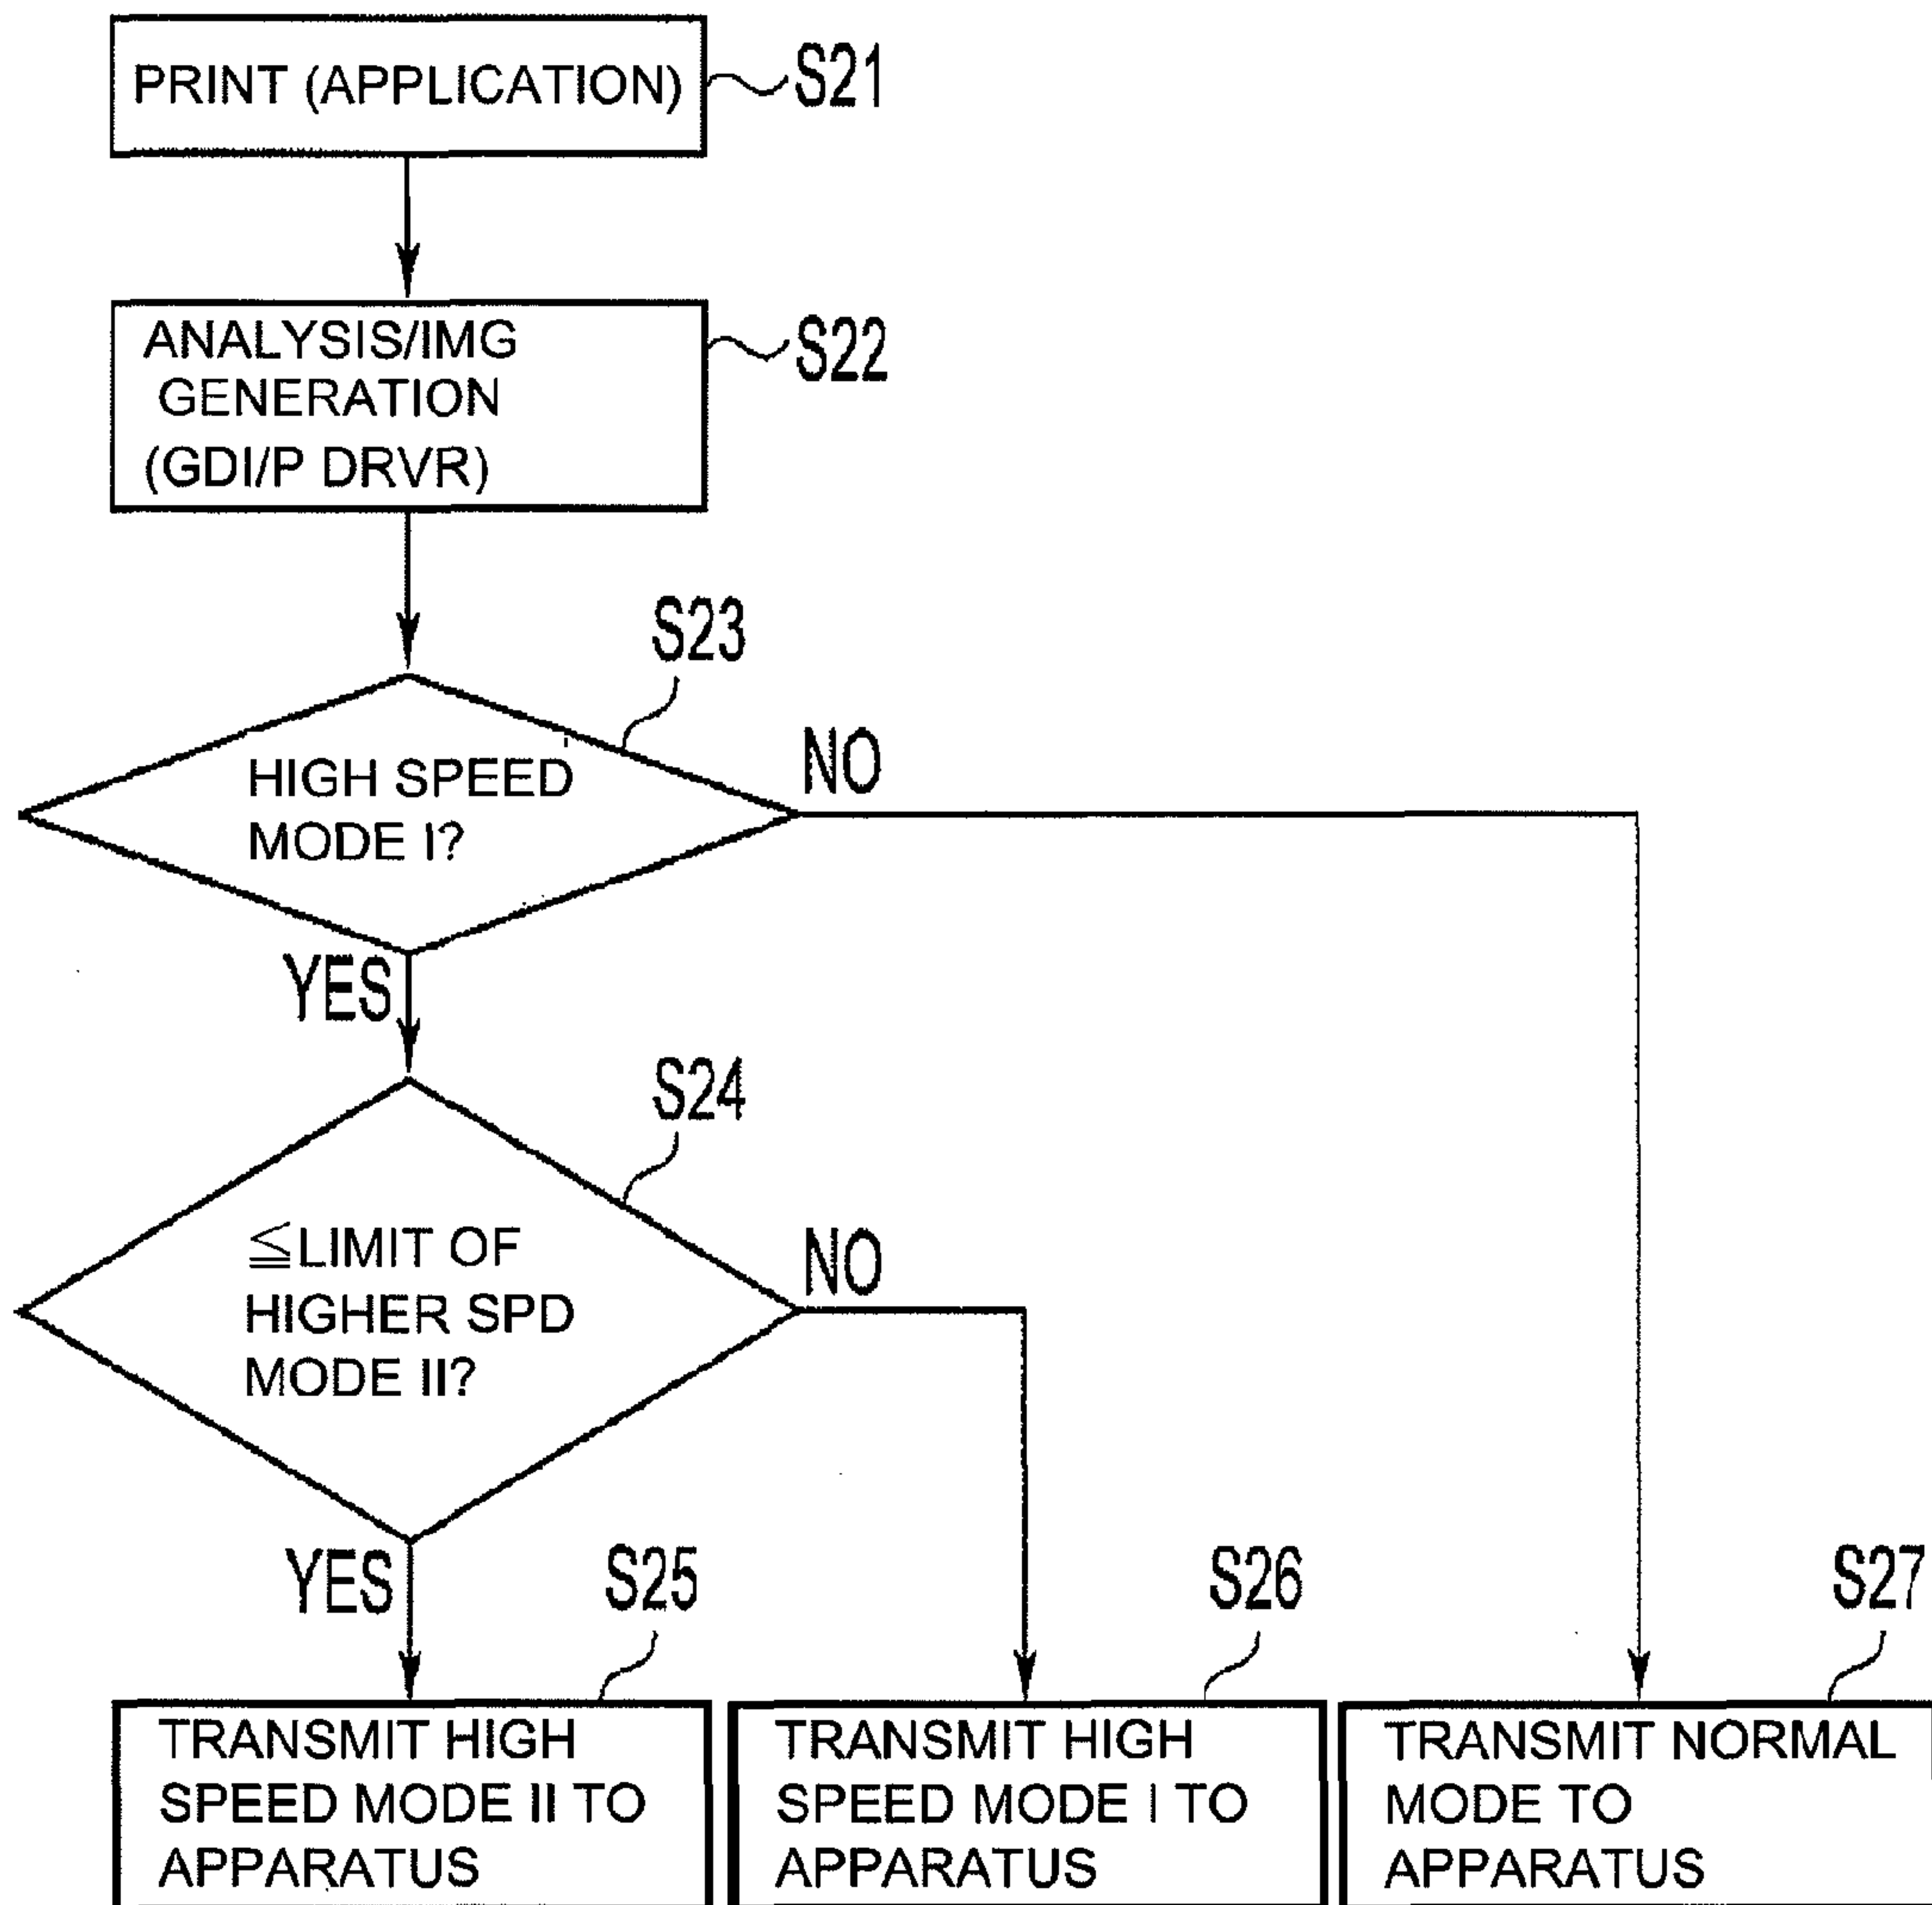 PRINT (APPLICATION)
S21
ANALYSIS/IMG
GENERATION
(GDI/P DRVR)
S22
S23
HIGH SPEED
MODE I?
NO
YES
S24
≦LIMIT OF
HIGHER SPD
MODE II?
NO
YES
S25
TRANSMIT HIGH
SPEED MODE II TO
APPARATUS
S26
TRANSMIT HIGH
SPEED MODE I TO
APPARATUS
S27
TRANSMIT NORMAL
MODE TO
APPARATUS